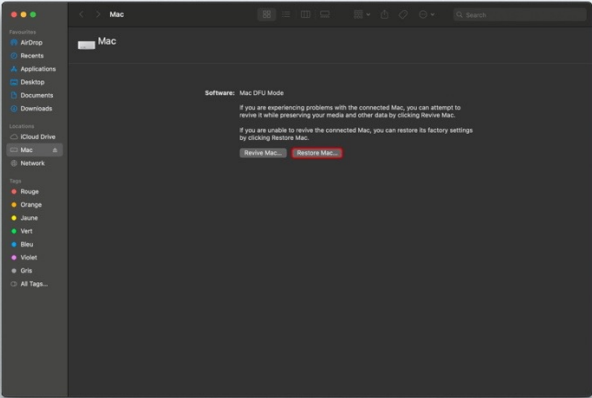 Mac
Search
Favourites
AirDrop
Recents
Applications
Desktop
Documents
Downloads
Locations
iCloud Drive
Mac
Network
Tags
Rouge
Orange
Jaune
Vert
Bleu
Violet
Gris
All Tags...
Mac
Software: Mac DFU Mode
If you are experiencing problems with the connected Mac, you can attempt to
revive it while preserving your media and other data by clicking Revive Mac.
If you are unable to revive the connected Mac, you can restore its factory settings
by clicking Restore Mac.
Revive Mac... Restore Mac...